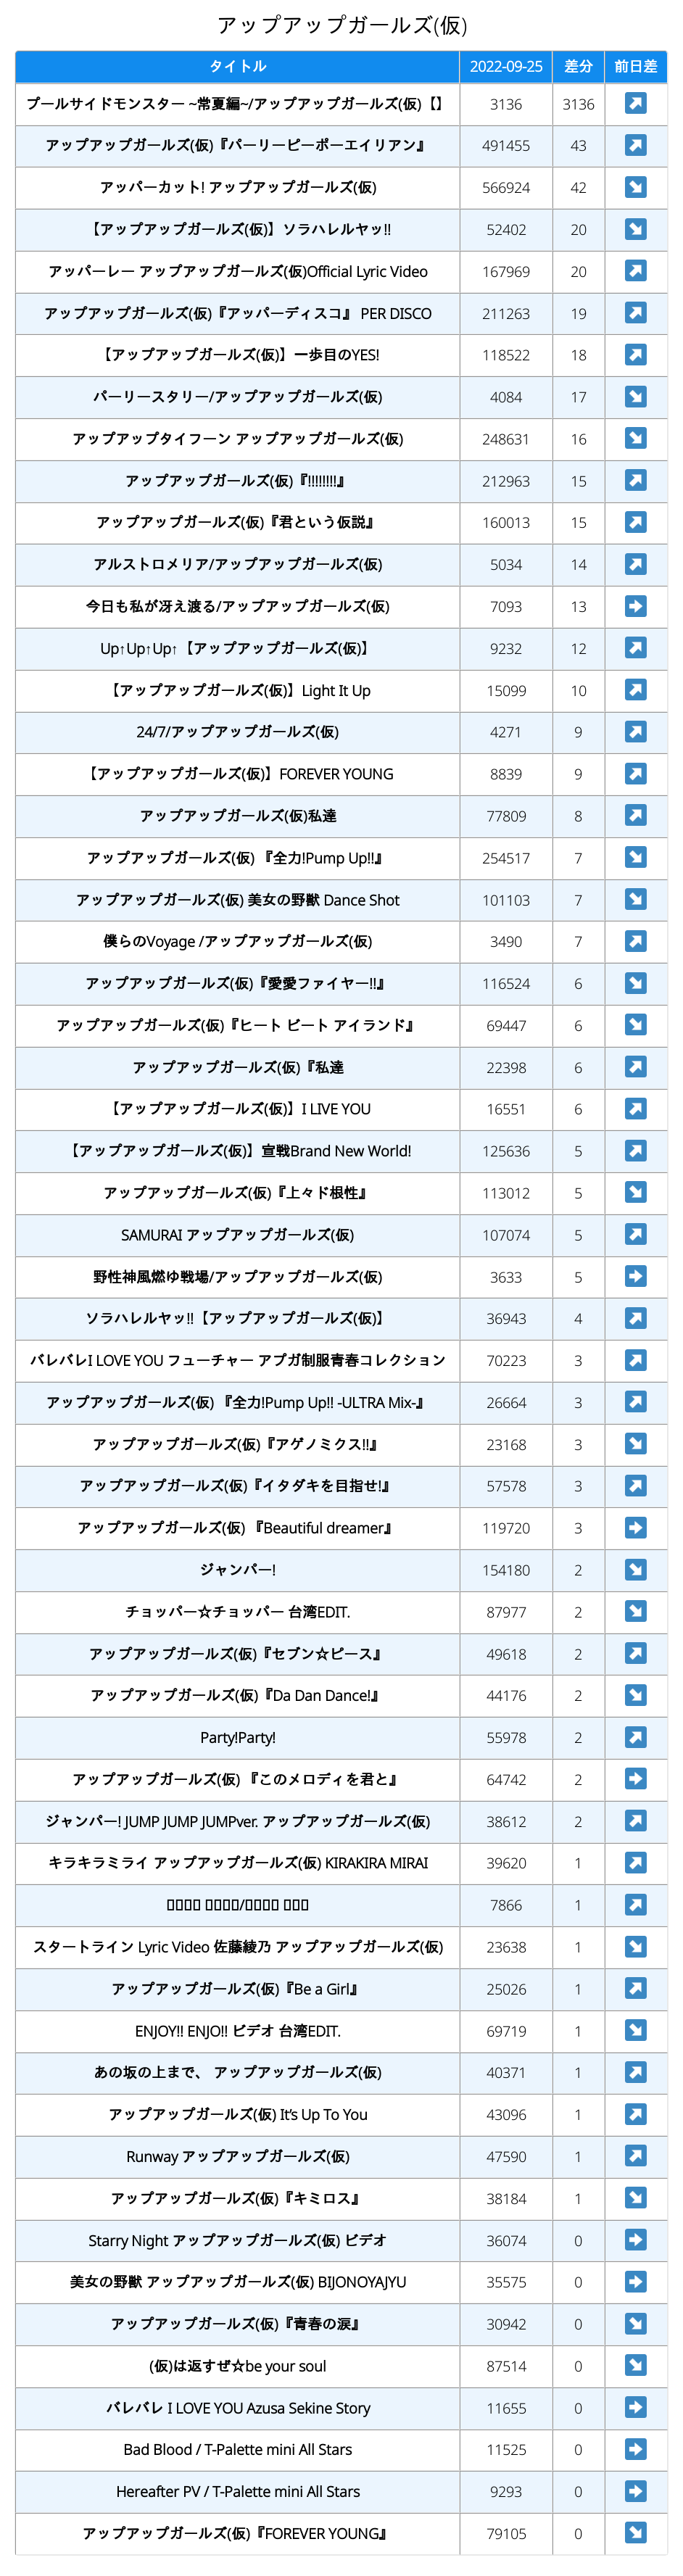 アップアップガールズ(仮)
タイトル 2022-09-25 差分 前日差
プールサイドモンスター ~常夏編~/アップアップガールズ(仮)【】 3136 3136
アップアップガールズ(仮)『パーリーピーポーエイリアン』 491455 43
アッパーカット! アップアップガールズ(仮) 566924 42
【アップアップガールズ(仮)】ソラハレルヤッ!! 52402 20
アッパーレー アップアップガールズ(仮)Official Lyric Video 167969 20
アップアップガールズ(仮)『アッパーディスコ』 PER DISCO 211263 19
【アップアップガールズ(仮)】一歩目のYES! 118522 18
パーリースタリー/アップアップガールズ(仮) 4084 17
アップアップタイフーン アップアップガールズ(仮) 248631 16
アップアップガールズ(仮)『!!!!!!!!』 212963 15
アップアップガールズ(仮)『君という仮説』 160013 15
アルストロメリア/アップアップガールズ(仮) 5034 14
今日も私が冴え渡る/アップアップガールズ(仮) 7093 13
Up↑Up↑Up↑【アップアップガールズ(仮)】 9232 12
【アップアップガールズ(仮)】Light It Up 15099 10
24/7/アップアップガールズ(仮) 4271 9
【アップアップガールズ(仮)】FOREVER YOUNG 8839 9
アップアップガールズ(仮)私達 77809 8
アップアップガールズ(仮) 『全力!Pump Up!!』 254517 7
アップアップガールズ(仮) 美女の野獣 Dance Shot 101103 7
僕らのVoyage /アップアップガールズ(仮) 3490 7
アップアップガールズ(仮)『愛愛ファイヤー!!』 116524 6
アップアップガールズ(仮)『ヒート ビート アイランド』 69447 6
アップアップガールズ(仮)『私達 22398 6
【アップアップガールズ(仮)】I LIVE YOU 16551 6
【アップアップガールズ(仮)】宣戦Brand New World! 125636 5
アップアップガールズ(仮)『上々ド根性』 113012 5
SAMURAI アップアップガールズ(仮) 107074 5
野性神風燃ゆ戦場/アップアップガールズ(仮) 3633 5
ソラハレルヤッ!!【アップアップガールズ(仮)】 36943 4
バレバレI LOVE YOU フューチャー アプガ制服青春コレクション 70223 3
アップアップガールズ(仮) 『全力!Pump Up!! -ULTRA Mix-』 26664 3
アップアップガールズ(仮)『アゲノミクス!!』 23168 3
アップアップガールズ(仮)『イタダキを目指せ!』 57578 3
アップアップガールズ(仮) 『Beautiful dreamer』 119720 3
ジャンパー! 154180 2
チョッパー☆チョッパー 台湾EDIT. 87977 2
アップアップガールズ(仮)『セブン☆ピース』 49618 2
アップアップガールズ(仮)『Da Dan Dance!』 44176 2
Party!Party! 55978 2
アップアップガールズ(仮) 『このメロディを君と』 64742 2
ジャンパー! JUMP JUMP JUMPver. アップアップガールズ(仮) 38612 2
キラキラミライ アップアップガールズ(仮) KIRAKIRA MIRAI 39620 1
7866 1
スタートライン Lyric Video 佐藤綾乃 アップアップガールズ(仮) 23638 1
アップアップガールズ(仮)『Be a Girl』 25026 1
ENJOY!! ENJO!! ビデオ 台湾EDIT. 69719 1
あの坂の上まで、 アップアップガールズ(仮) 40371 1
アップアップガールズ(仮) It's Up To You 43096 1
Runway アップアップガールズ(仮) 47590 1
アップアップガールズ(仮)『キミロス』 38184 1
Starry Night アップアップガールズ(仮) ビデオ 36074 0
美女の野獣 アップアップガールズ(仮) BIJONOYAJYU 35575 0
アップアップガールズ(仮)『青春の涙』 30942 0
(仮)は返すぜ☆be your soul 87514 0
バレバレ I LOVE YOU Azusa Sekine Story 11655 0
Bad Blood / T-Palette mini All Stars 11525 0
Hereafter PV / T-Palette mini All Stars 9293 0
アップアップガールズ(仮)『FOREVER YOUNG』 79105 0